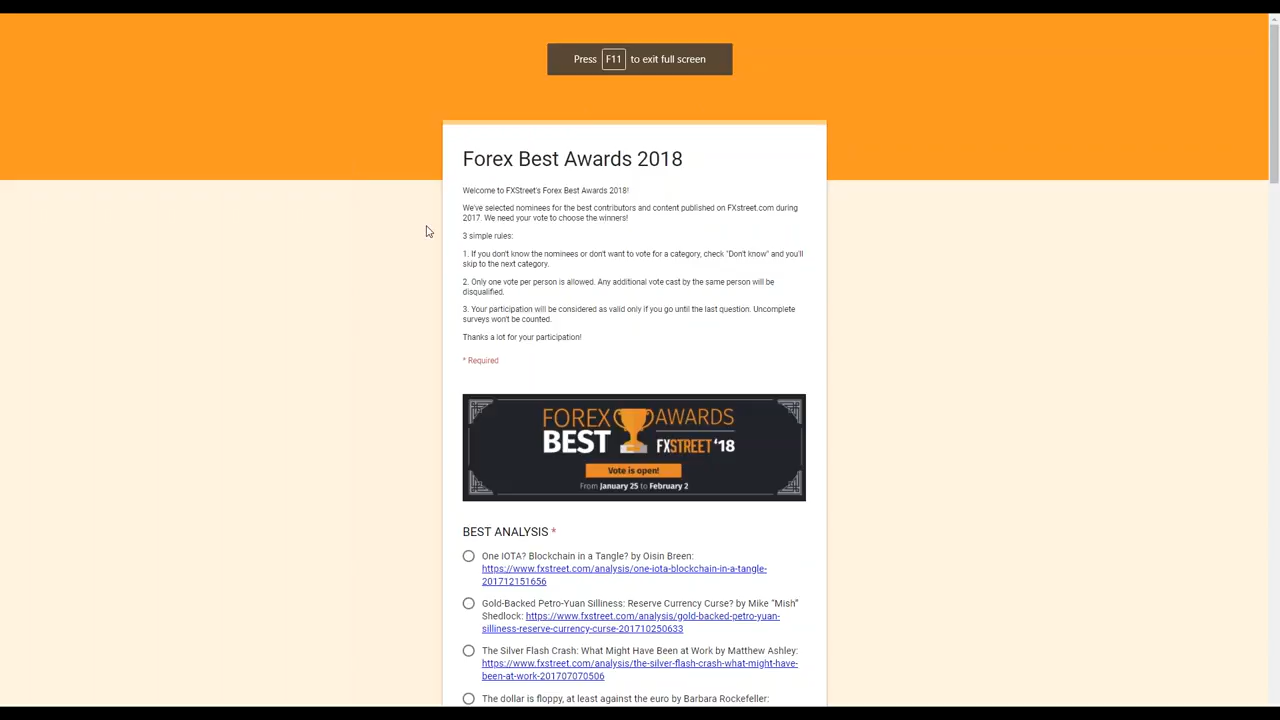 Press F11 to exit full screen
Forex Best Awards 2018
Welcome to FXStreet's Forex Best Awards 2018!
We've selected nominees for the best contributors and content published on FXstreet.com during
2017. We need your vote to choose the winners!
3 simple rules:
1. If you don't know the nominees or don't want to vote for a category, check "Don't know" and you'll
skip to the next category.
2. Only one vote per person is allowed. Any additional vote cast by the same person will be
disqualified.
3. Your participation will be considered as valid only if you go until the last question. Uncomplete
surveys won't be counted.
Thanks a lot for your participation!
* Required
FOREX AWARDS
BEST FXSTREET '18
Vote is open!
From January 25 to February 2
BEST ANALYSIS *
One IOTA? Blockchain in a Tangle? by Oisin Breen:
https://www.fxstreet.com/analysis/one-iota-blockchain-in-a-tangle-
201712151656
Gold-Backed Petro-Yuan Silliness: Reserve Currency Curse? by Mike “Mish”
Shedlock: https://www.fxstreet.com/analysis/gold-backed-petro-yuan-
silliness-reserve-currency-curse-201710250633
The Silver Flash Crash: What Might Have Been at Work by Matthew Ashley:
https://www.fxstreet.com/analysis/the-silver-flash-crash-what-might-have-
been-at-work-201707070506
The dollar is floppy, at least against the euro by Barbara Rockefeller: